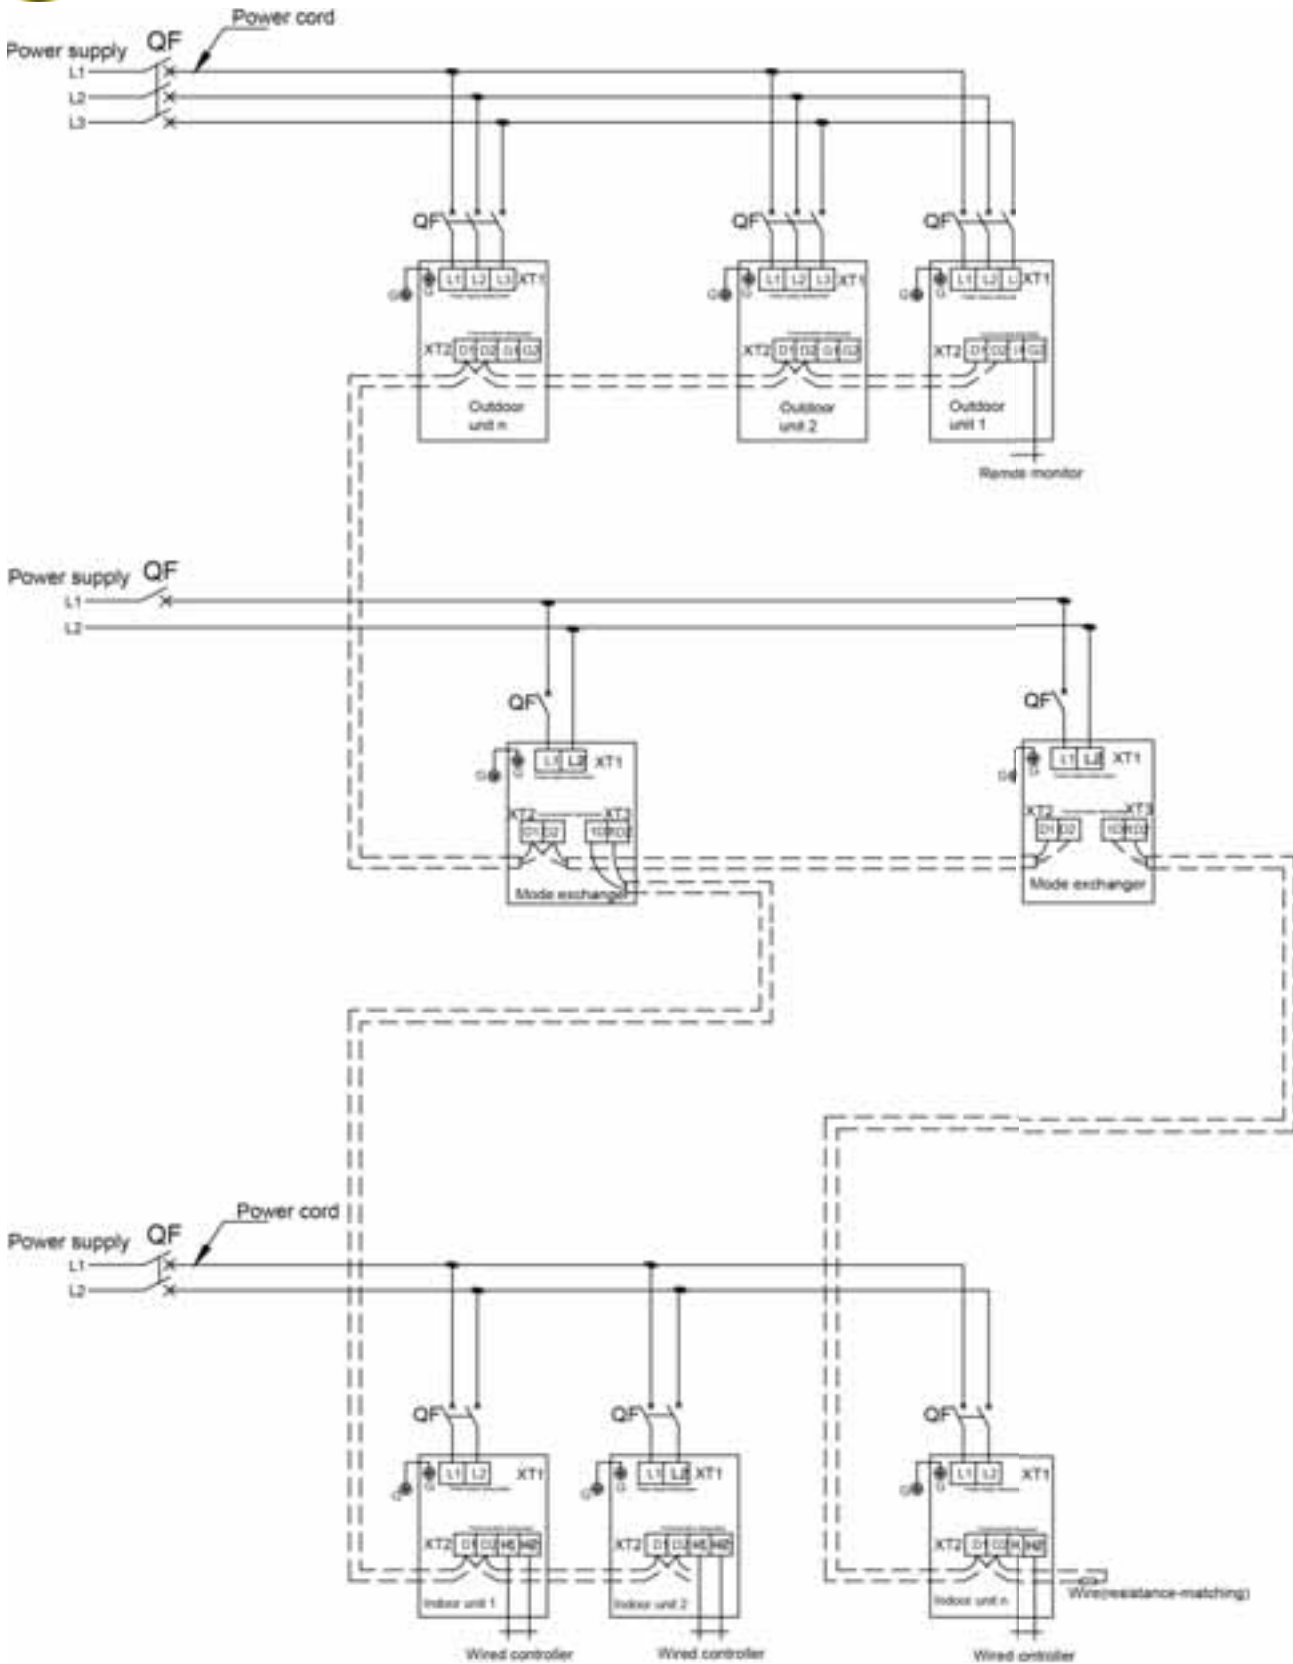 Power cord
QF
Power supply
L1
L2
L3
QF
QF
QF
L1 L2 L3 XT1
L1 L2 L3 XT1
L1 L2 L XT1
G
G
G
G
G
G
XT2 D1 D2 G1 G2
XT2 D1 D2 G1 G2
XT2 D1 D2 G2
Outdoor
unit n
Outdoor
unit 2
Outdoor
unit 1
Remote monitor
QF
Power supply
L1
L2
QF
QF
L1 L2 XT1
L1 L2 XT1
G
G
G
G
XT2
XT3
XT2
XT3
D1 D2
D1 D2
Mode exchanger
Mode exchanger
Power cord
QF
Power supply
L1
L2
QF
QF
QF
L1 L2 XT1
L1 L2 XT1
L1 L2 XT1
G
G
G
G
G
G
XT2 D1 D2 H1 H2
XT2 D1 D2 H1 H2
XT2 D1 D2 H H2
Indoor unit 1
Indoor unit 2
Indoor unit n
Wire(resistance-matching)
Wired controller
Wired controller
Wired controller